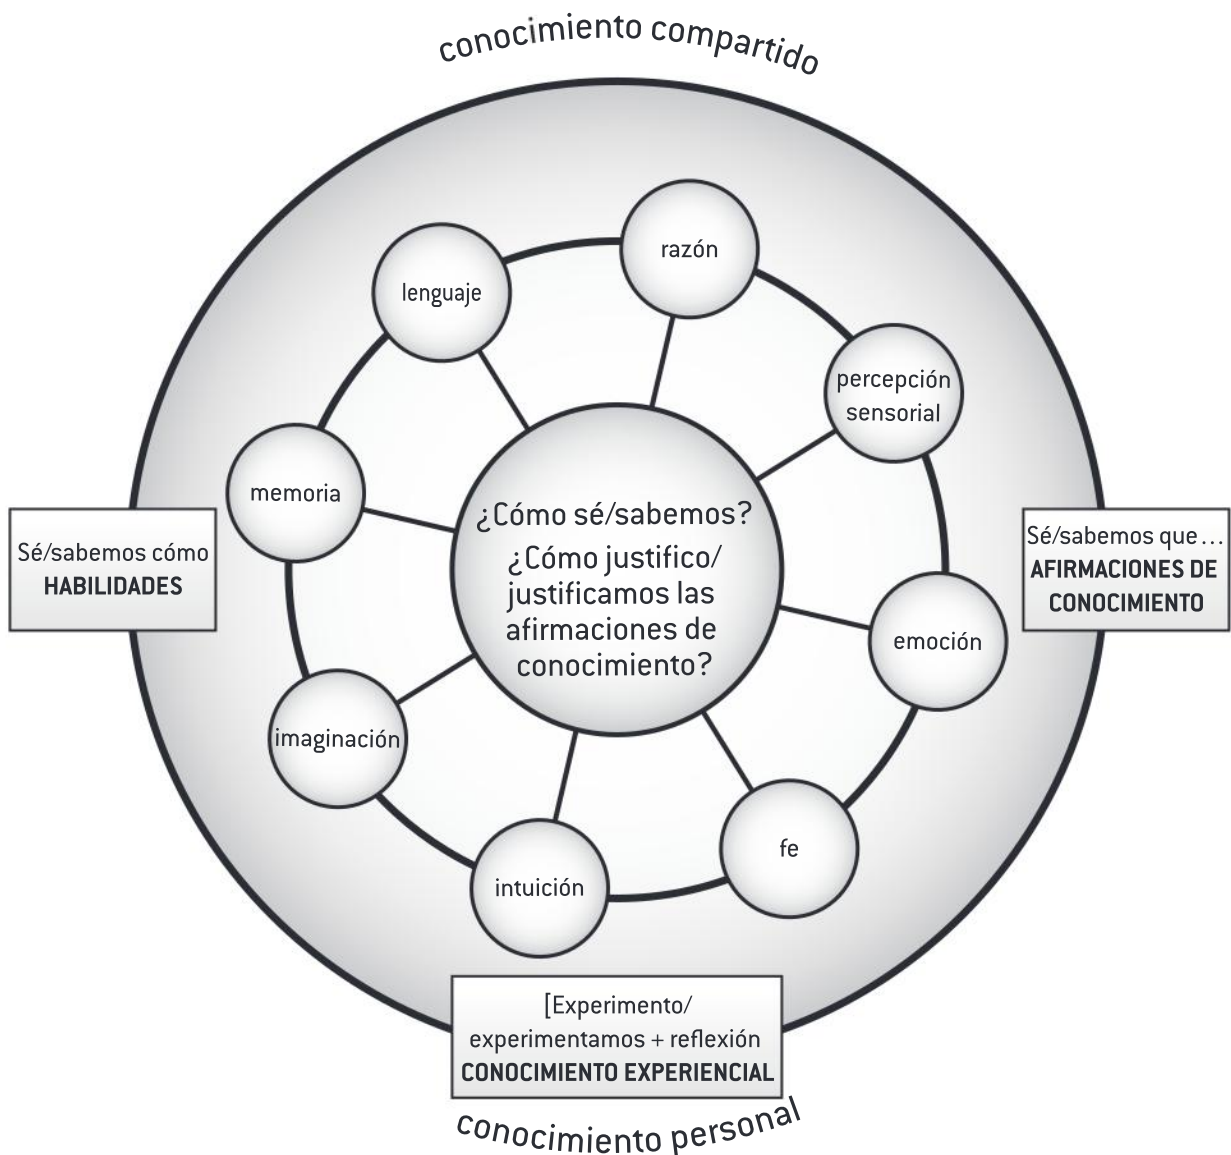 conocimiento compartido
razón
lenguaje
percepción
sensorial
memoria
¿Cómo sé/sabemos?
¿Cómo justifico/
justificamos las
afirmaciones de
conocimiento?
Sé/sabemos cómo
HABILIDADES
Sé/sabemos que...
AFIRMACIONES DE
CONOCIMIENTO
emoción
imaginación
fe
intuición
[Experimento/
experimentamos + reflexión
CONOCIMIENTO EXPERIENCIAL
conocimiento personal